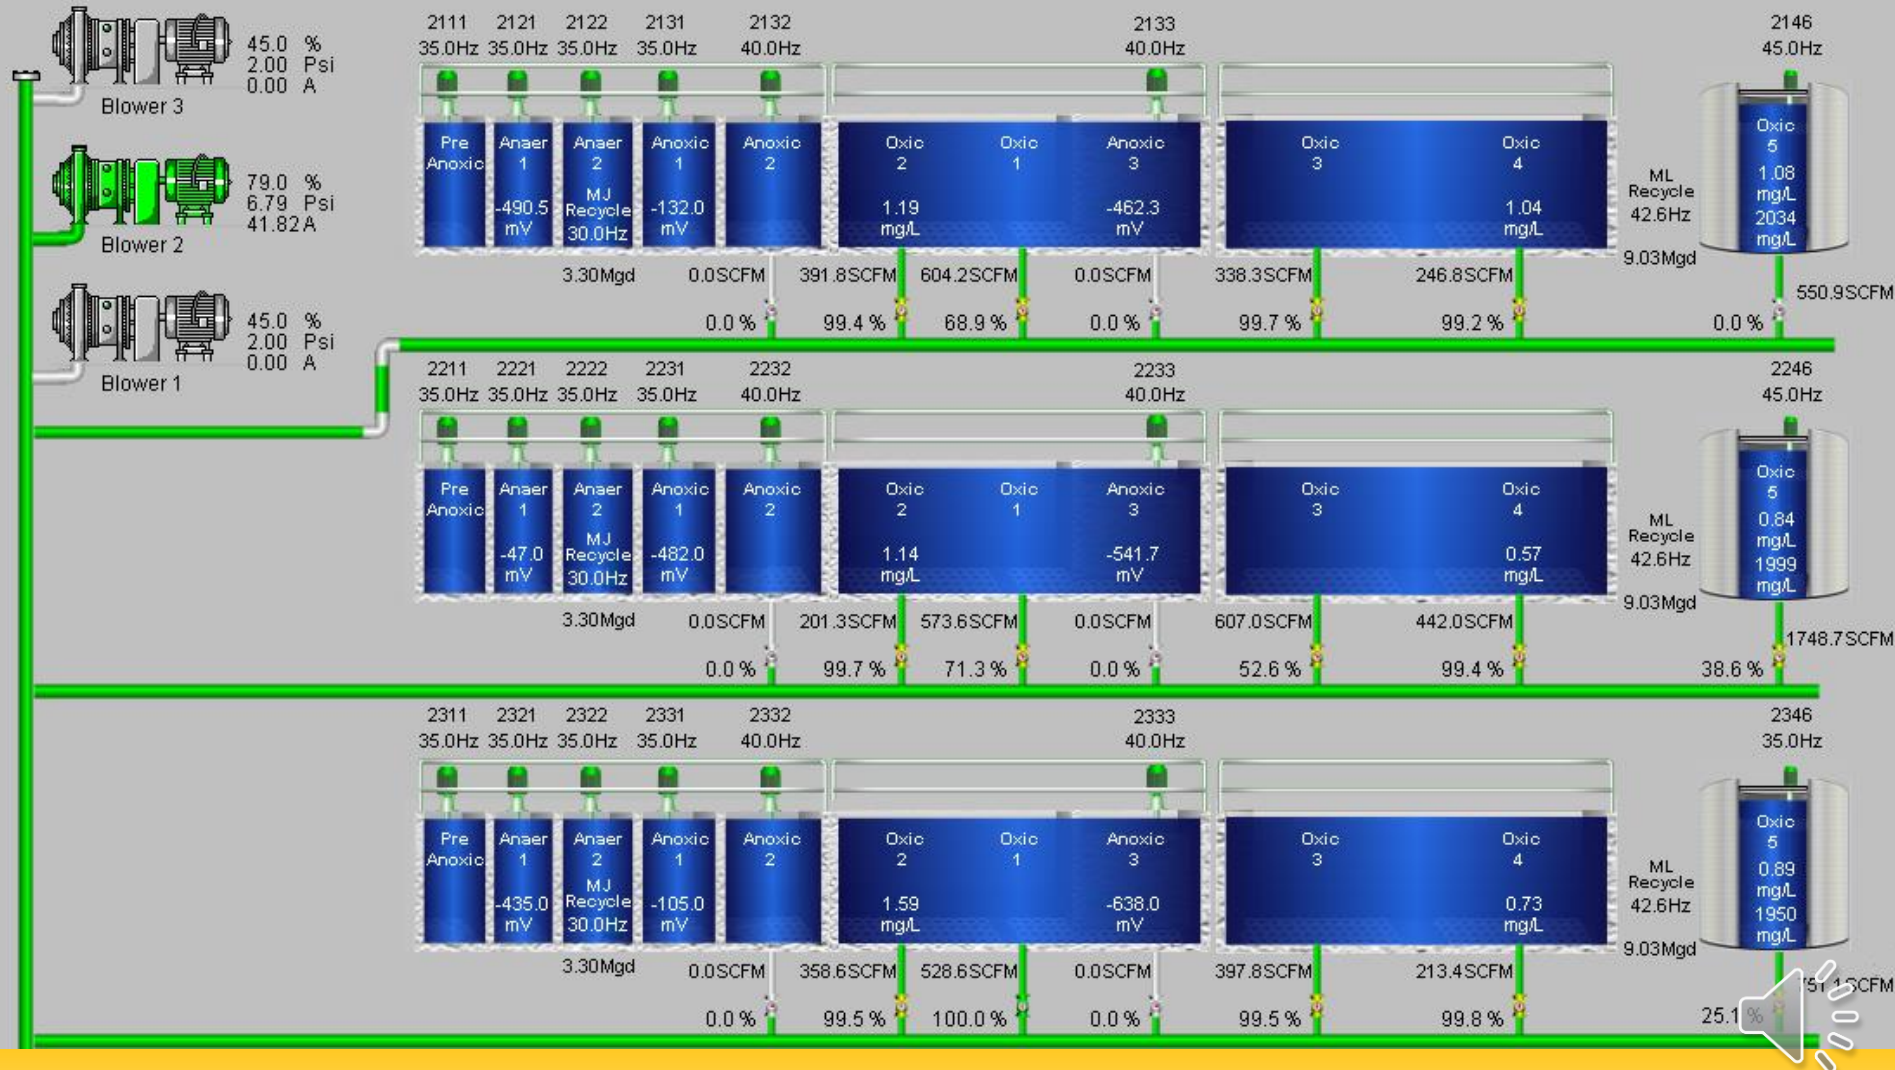 45.0 %
2.00 Psi
0.00 A
Blower 3
79.0 %
6.79 Psi
41.82A
Blower 2
45.0 %
2.00 Psi
0.00 A
Blower 1
2111 2121 2122 2131 2132 2133 2146
35.0Hz 35.0Hz 35.0Hz 35.0Hz 40.0Hz 40.0Hz 45.0Hz
Pre Anoxic
Anaer 1
-490.5 mV
Anaer 2
MJ Recycle
30.0Hz
Anoxic 1
-132.0 mV
Anoxic 2
Oxic 2
1.19 mg/L
Oxic 1
Anoxic 3
-462.3 mV
Oxic 3
Oxic 4
1.04 mg/L
ML Recycle
42.6Hz
9.03Mgd
Oxic 5
1.08 mg/L
2034 mg/L
3.30Mgd 0.0SCFM 391.8SCFM 604.2SCFM 0.0SCFM 338.3SCFM 246.8SCFM 550.9SCFM
0.0 % 99.4 % 68.9 % 0.0 % 99.7 % 99.2 % 0.0 %
2211 2221 2222 2231 2232 2233 2246
35.0Hz 35.0Hz 35.0Hz 35.0Hz 40.0Hz 40.0Hz 45.0Hz
Pre Anoxic
Anaer 1
-47.0 mV
Anaer 2
MJ Recycle
30.0Hz
Anoxic 1
-482.0 mV
Anoxic 2
Oxic 2
1.14 mg/L
Oxic 1
Anoxic 3
-541.7 mV
Oxic 3
Oxic 4
0.57 mg/L
ML Recycle
42.6Hz
9.03Mgd
Oxic 5
0.84 mg/L
1999 mg/L
3.30Mgd 0.0SCFM 201.3SCFM 573.6SCFM 0.0SCFM 607.0SCFM 442.0SCFM 1748.7SCFM
0.0 % 99.7 % 71.3 % 0.0 % 52.6 % 99.4 % 38.6 %
2311 2321 2322 2331 2332 2333 2346
35.0Hz 35.0Hz 35.0Hz 35.0Hz 40.0Hz 40.0Hz 35.0Hz
Pre Anoxic
Anaer 1
-435.0 mV
Anaer 2
MJ Recycle
30.0Hz
Anoxic 1
-105.0 mV
Anoxic 2
Oxic 2
1.59 mg/L
Oxic 1
Anoxic 3
-638.0 mV
Oxic 3
Oxic 4
0.73 mg/L
ML Recycle
42.6Hz
9.03Mgd
Oxic 5
0.89 mg/L
1950 mg/L
3.30Mgd 0.0SCFM 358.6SCFM 528.6SCFM 0.0SCFM 397.8SCFM 213.4SCFM 751.1SCFM
0.0 % 99.5 % 100.0 % 0.0 % 99.5 % 99.8 % 25.1 %